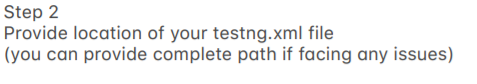 Step 2
Provide location of your testng.xml file
(you can provide complete path if facing any issues)